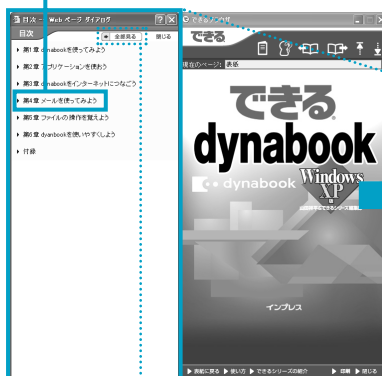 目次 -- Web ページ ダイアログ
目次
全部見る
閉じる
第1章 dynabookを使ってみよう
第2章 アプリケーションを使おう
第3章 dynabookをインターネットにつなごう
第4章 メールを使ってみよう
第5章 ファイルの操作を覚えよう
第6章 dyanbookを使いやすくしよう
付録
できるブラウザ
できる
現在のページ: 表紙
できる
dynabook
dynabook
Windows
XP
版
インプレス
表紙に戻る
使い方
できるシリーズの紹介
印刷
閉じる